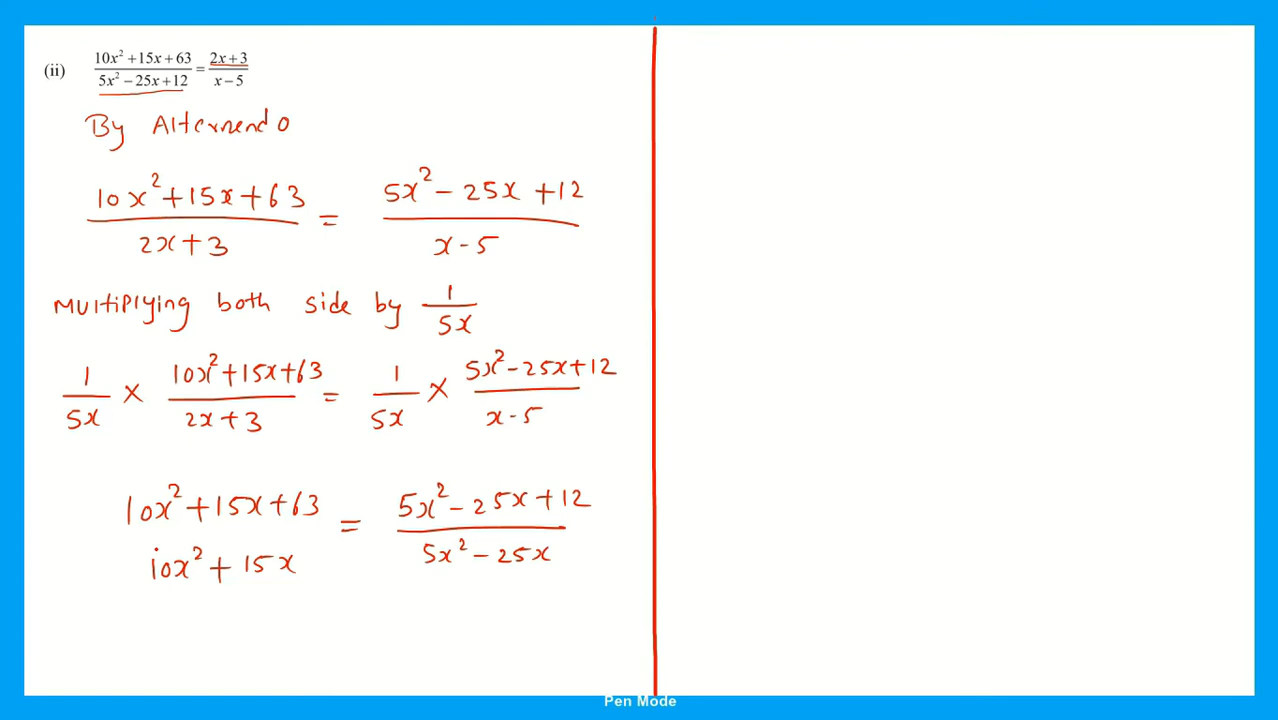 (ii) (10x² + 15x + 63)/(5x² − 25x + 12) = (2x + 3)/(x − 5)
By Alternendo
(10x² + 15x + 63)/(2x + 3) = (5x² − 25x + 12)/(x − 5)
Multiplying both side by 1/5x
1/5x × (10x² + 15x + 63)/(2x + 3) = 1/5x × (5x² − 25x + 12)/(x − 5)
10x² + 15x + 63 = (5x² − 25x + 12)/(5x² − 25x)
10x² + 15x
Pen Mode